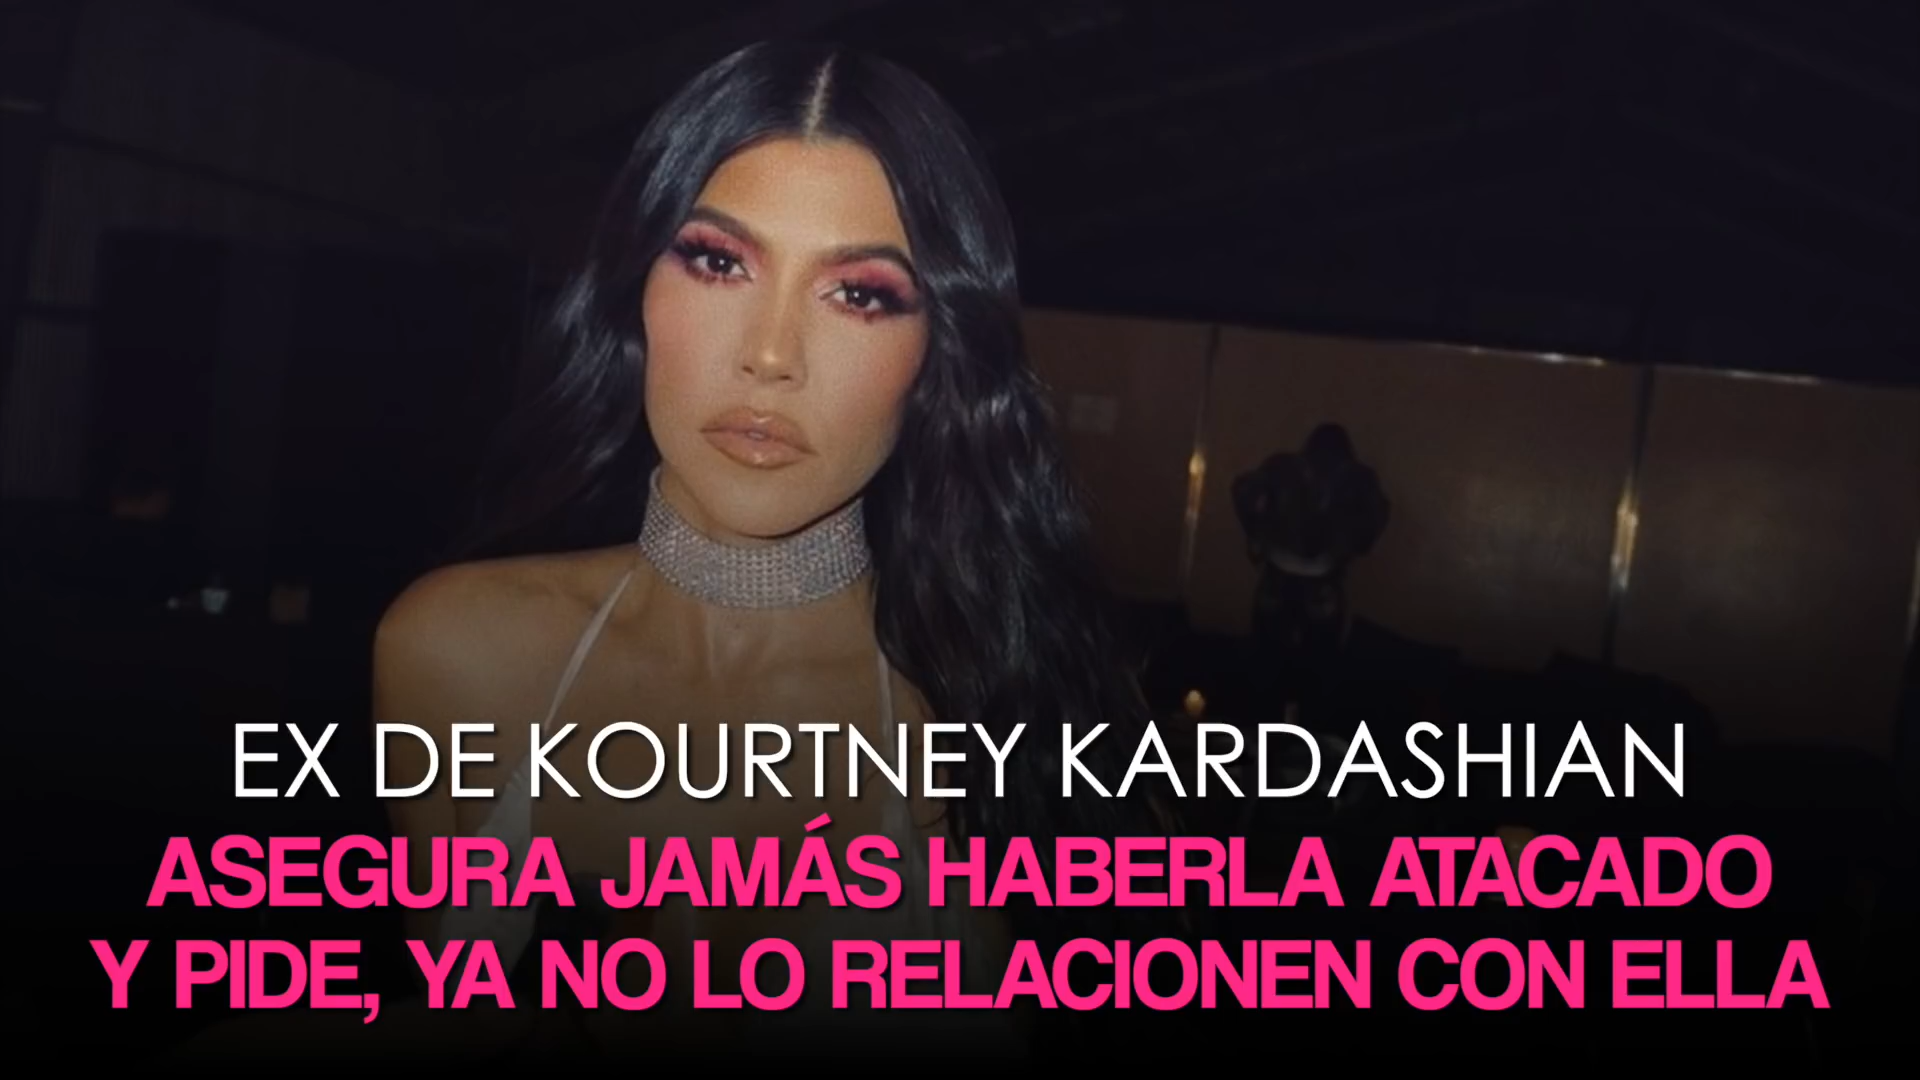 EX DE KOURTNEY KARDASHIAN
ASEGURA JAMÁS HABERLA ATACADO
Y PIDE, YA NO LO RELACIONEN CON ELLA